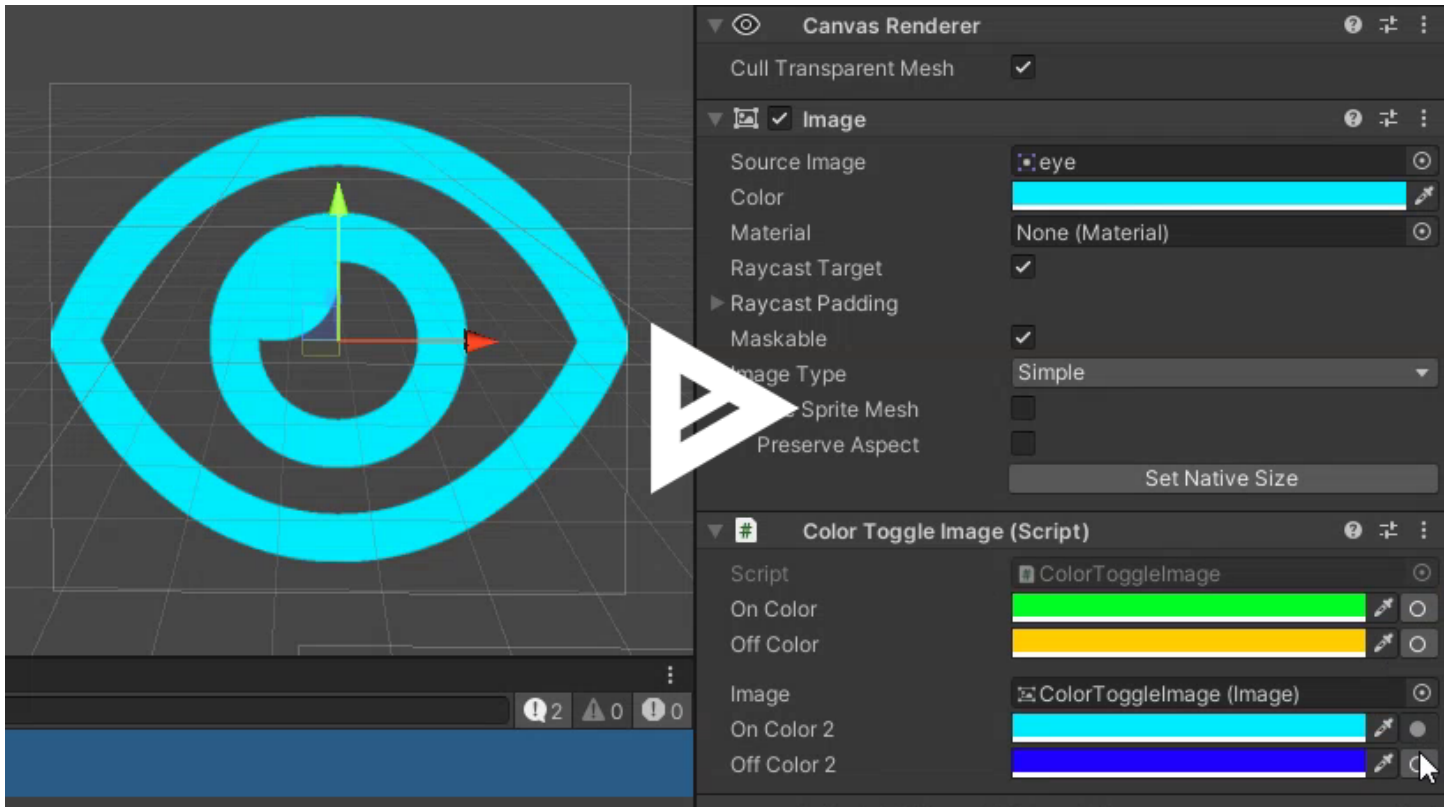 Canvas Renderer
Cull Transparent Mesh
Image
Source Image eye
Color
Material None (Material)
Raycast Target
Raycast Padding
Maskable
Image Type Simple
Sprite Mesh
Preserve Aspect
Set Native Size
# Color Toggle Image (Script)
Script # ColorToggleImage
On Color
Off Color
Image ColorToggleImage (Image)
2 0 0
On Color 2
Off Color 2